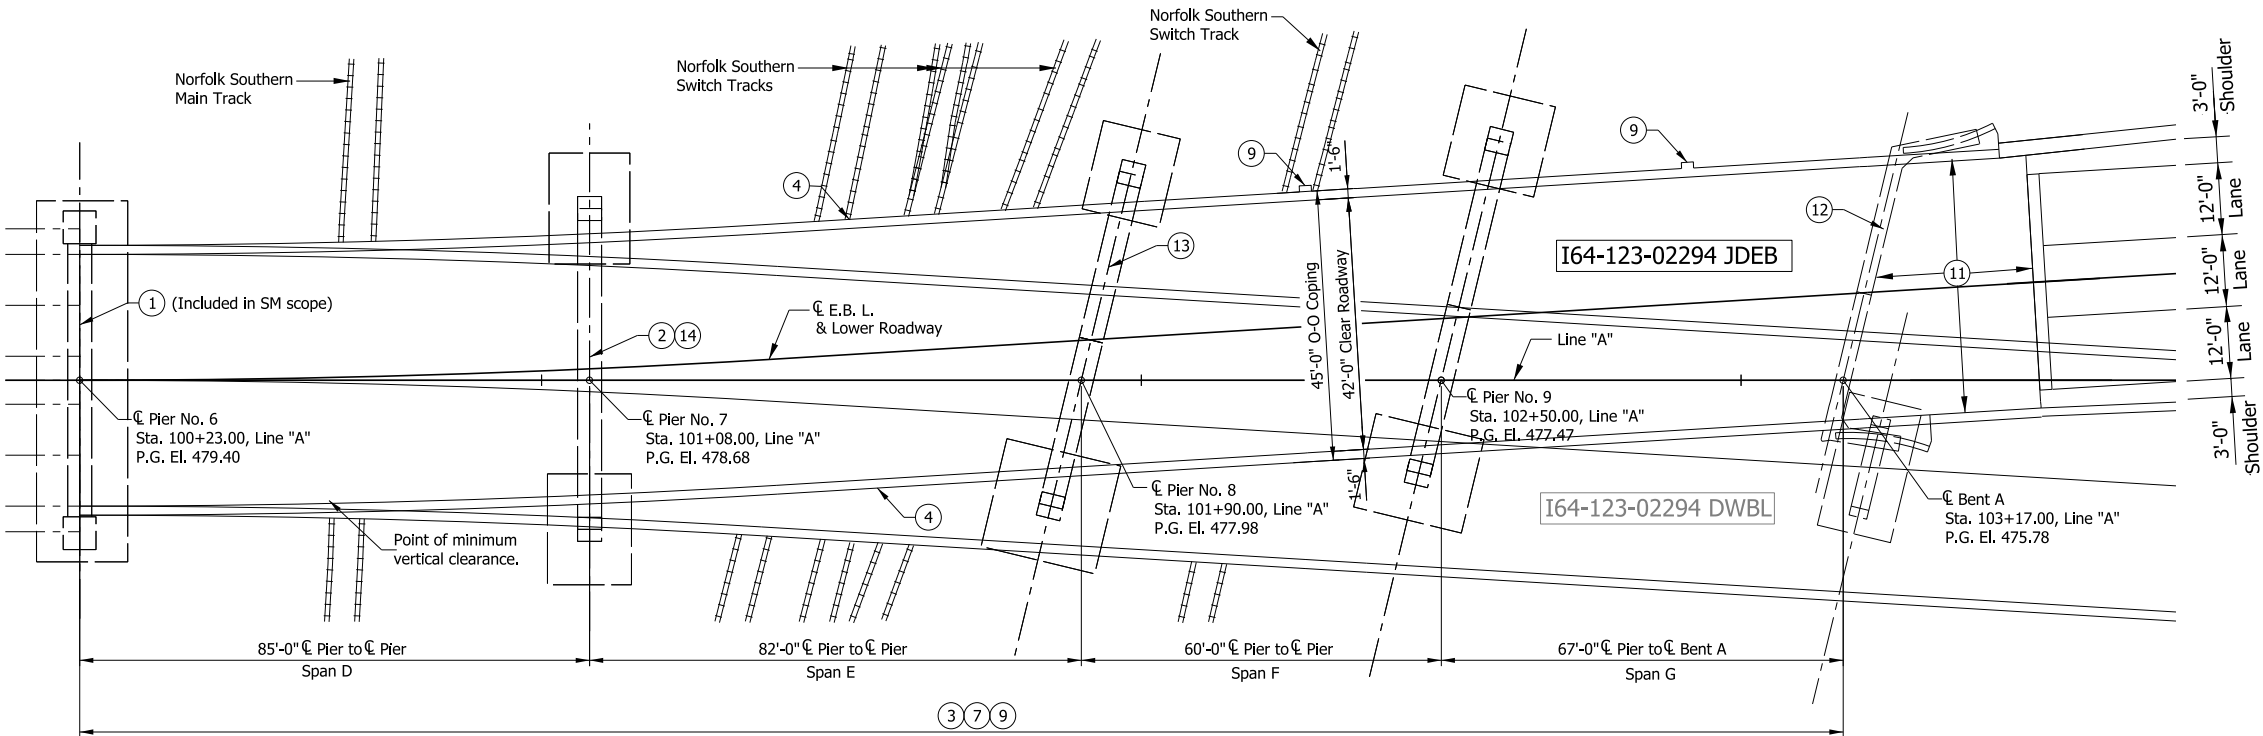 Norfolk Southern
Switch Track
Norfolk Southern
Main Track
Norfolk Southern
Switch Tracks
3'-0"
Shoulder
12'-0"
Lane
12'-0"
Lane
12'-0"
Lane
3'-0"
Shoulder
9
9
4
12
13
1'-6"
I64-123-02294 JDEB
11
1 (Included in SM scope)
2 14
℄ E.B. L.
& Lower Roadway
45'-0" O-O Coping
42'-0" Clear Roadway
Line "A"
℄ Pier No. 6
Sta. 100+23.00, Line "A"
P.G. El. 479.40
℄ Pier No. 7
Sta. 101+08.00, Line "A"
P.G. El. 478.68
℄ Pier No. 9
Sta. 102+50.00, Line "A"
P.G. El. 477.47
℄ Pier No. 8
Sta. 101+90.00, Line "A"
P.G. El. 477.98
1'-6"
I64-123-02294 DWBL
℄ Bent A
Sta. 103+17.00, Line "A"
P.G. El. 475.78
4
Point of minimum
vertical clearance.
85'-0" ℄ Pier to ℄ Pier
Span D
82'-0" ℄ Pier to ℄ Pier
Span E
60'-0" ℄ Pier to ℄ Pier
Span F
67'-0" ℄ Pier to ℄ Bent A
Span G
3 7 9